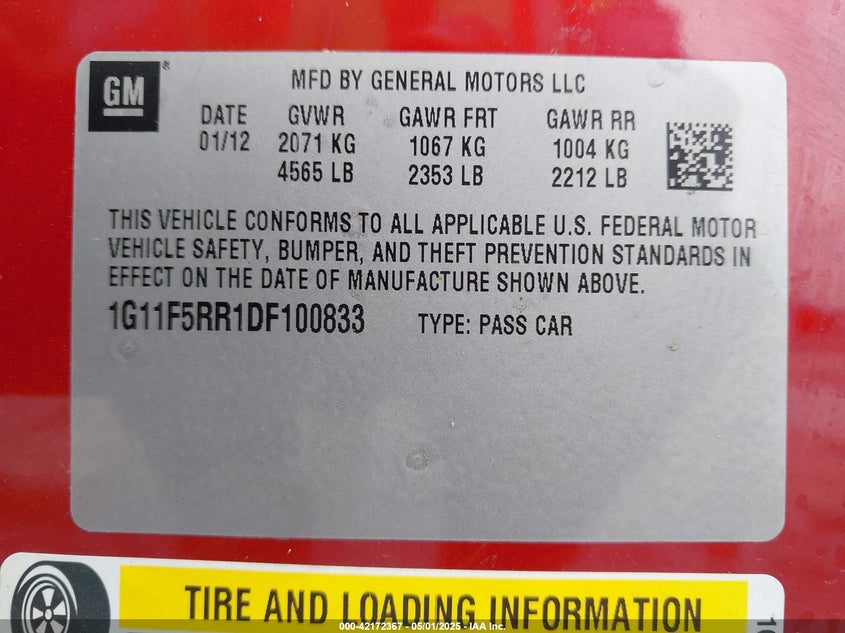 GM®
MFD BY GENERAL MOTORS LLC
DATE GVWR GAWR FRT GAWR RR
01/12 2071 KG 1067 KG 1004 KG
4565 LB 2353 LB 2212 LB
THIS VEHICLE CONFORMS TO ALL APPLICABLE U.S. FEDERAL MOTOR
VEHICLE SAFETY, BUMPER, AND THEFT PREVENTION STANDARDS IN
EFFECT ON THE DATE OF MANUFACTURE SHOWN ABOVE.
1G11F5RR1DF100833 TYPE: PASS CAR
TIRE AND LOADING INFORMATION
000-42172367 - 05/01/2025 - IAA Inc.